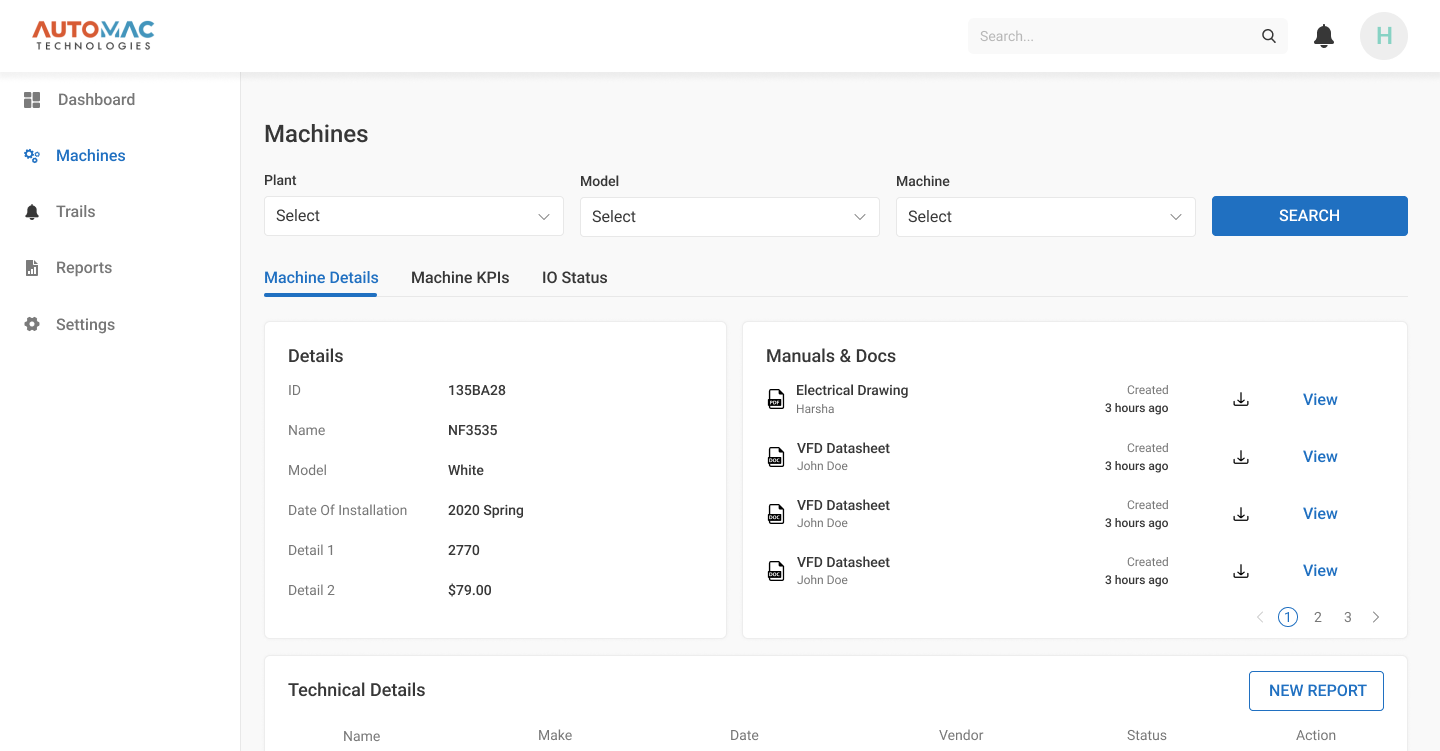 AUTOMAC
TECHNOLOGIES
Search...
H
Dashboard
Machines
Trails
Reports
Settings
Machines
Plant
Model
Machine
Select
Select
Select
SEARCH
Machine Details
Machine KPIs
IO Status
Details
ID 135BA28
Name NF3535
Model White
Date Of Installation 2020 Spring
Detail 1 2770
Detail 2 $79.00
Manuals & Docs
PDF
Electrical Drawing
Harsha
Created
3 hours ago
View
DOC
VFD Datasheet
John Doe
Created
3 hours ago
View
DOC
VFD Datasheet
John Doe
Created
3 hours ago
View
DOC
VFD Datasheet
John Doe
Created
3 hours ago
View
1 2 3
Technical Details
NEW REPORT
Name Make Date Vendor Status Action